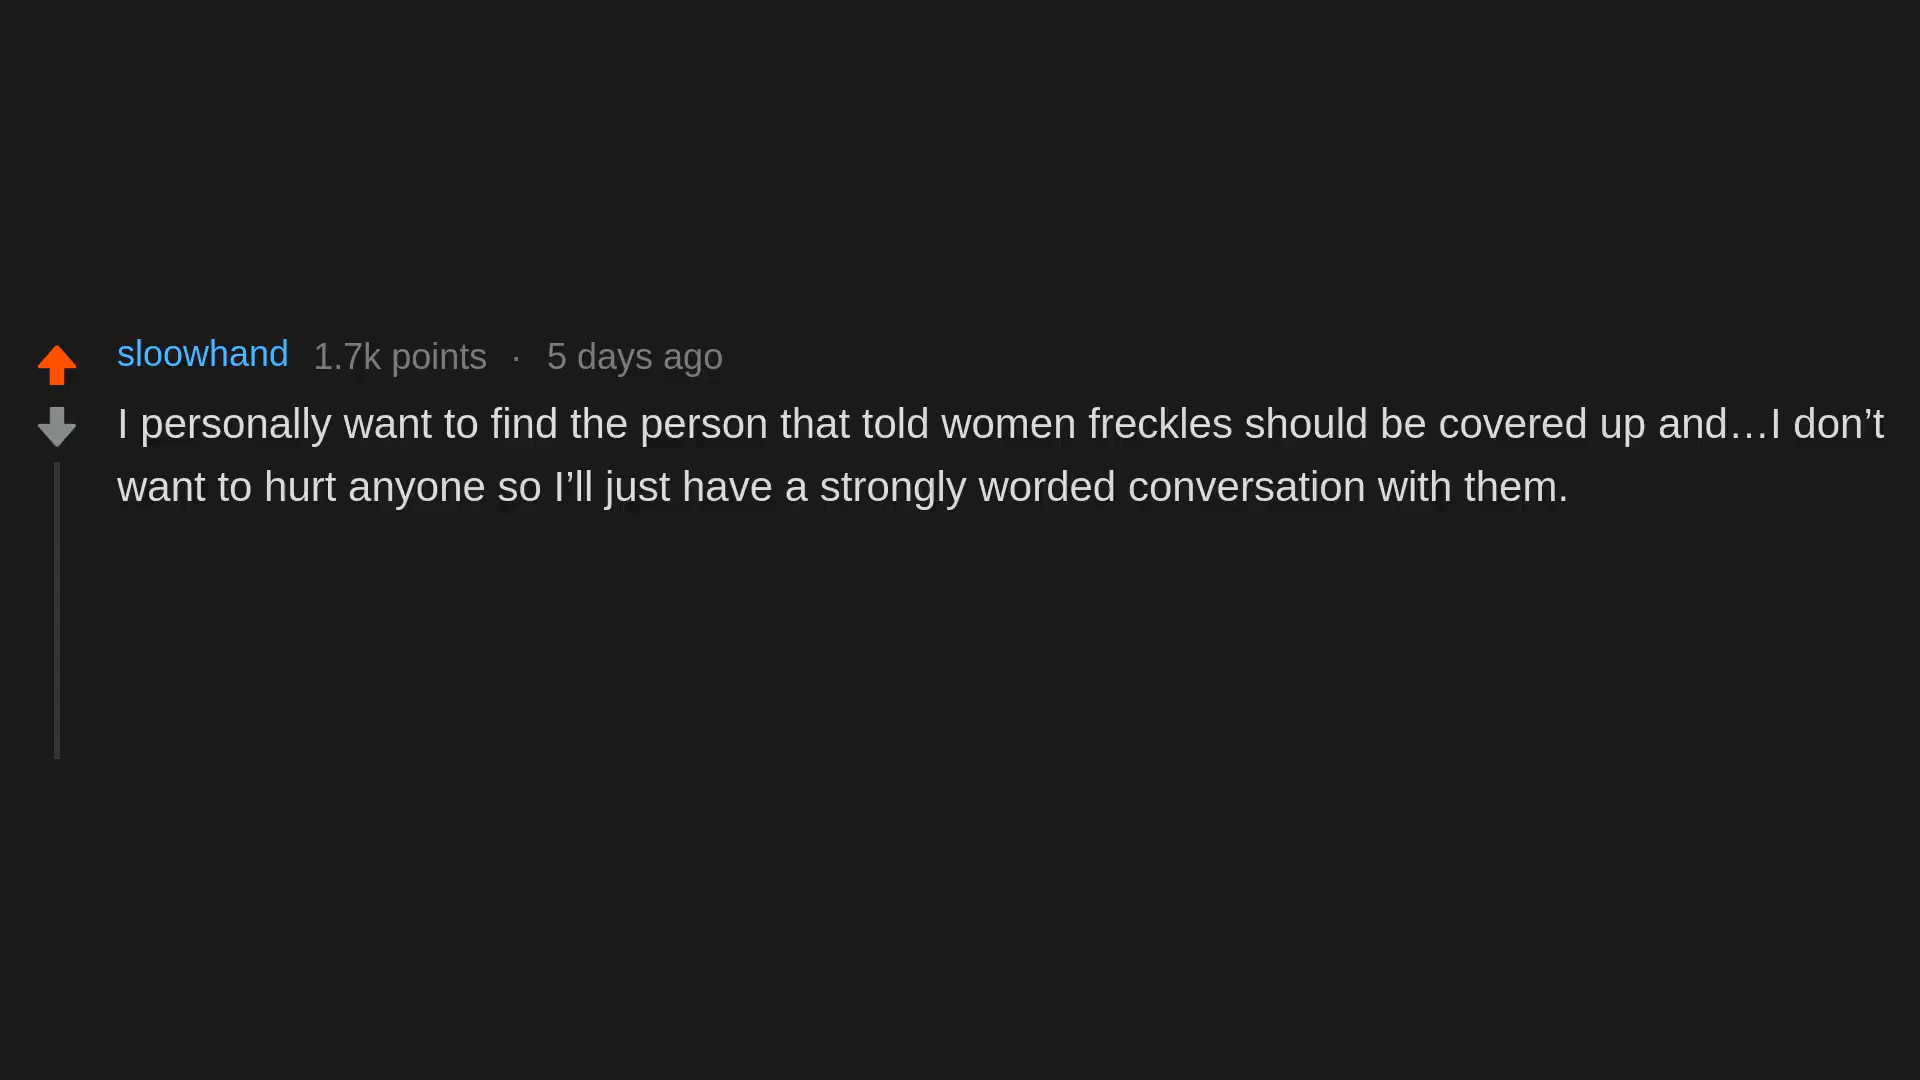 sloowhand 1.7k points · 5 days ago
I personally want to find the person that told women freckles should be covered up and…I don’t
want to hurt anyone so I’ll just have a strongly worded conversation with them.